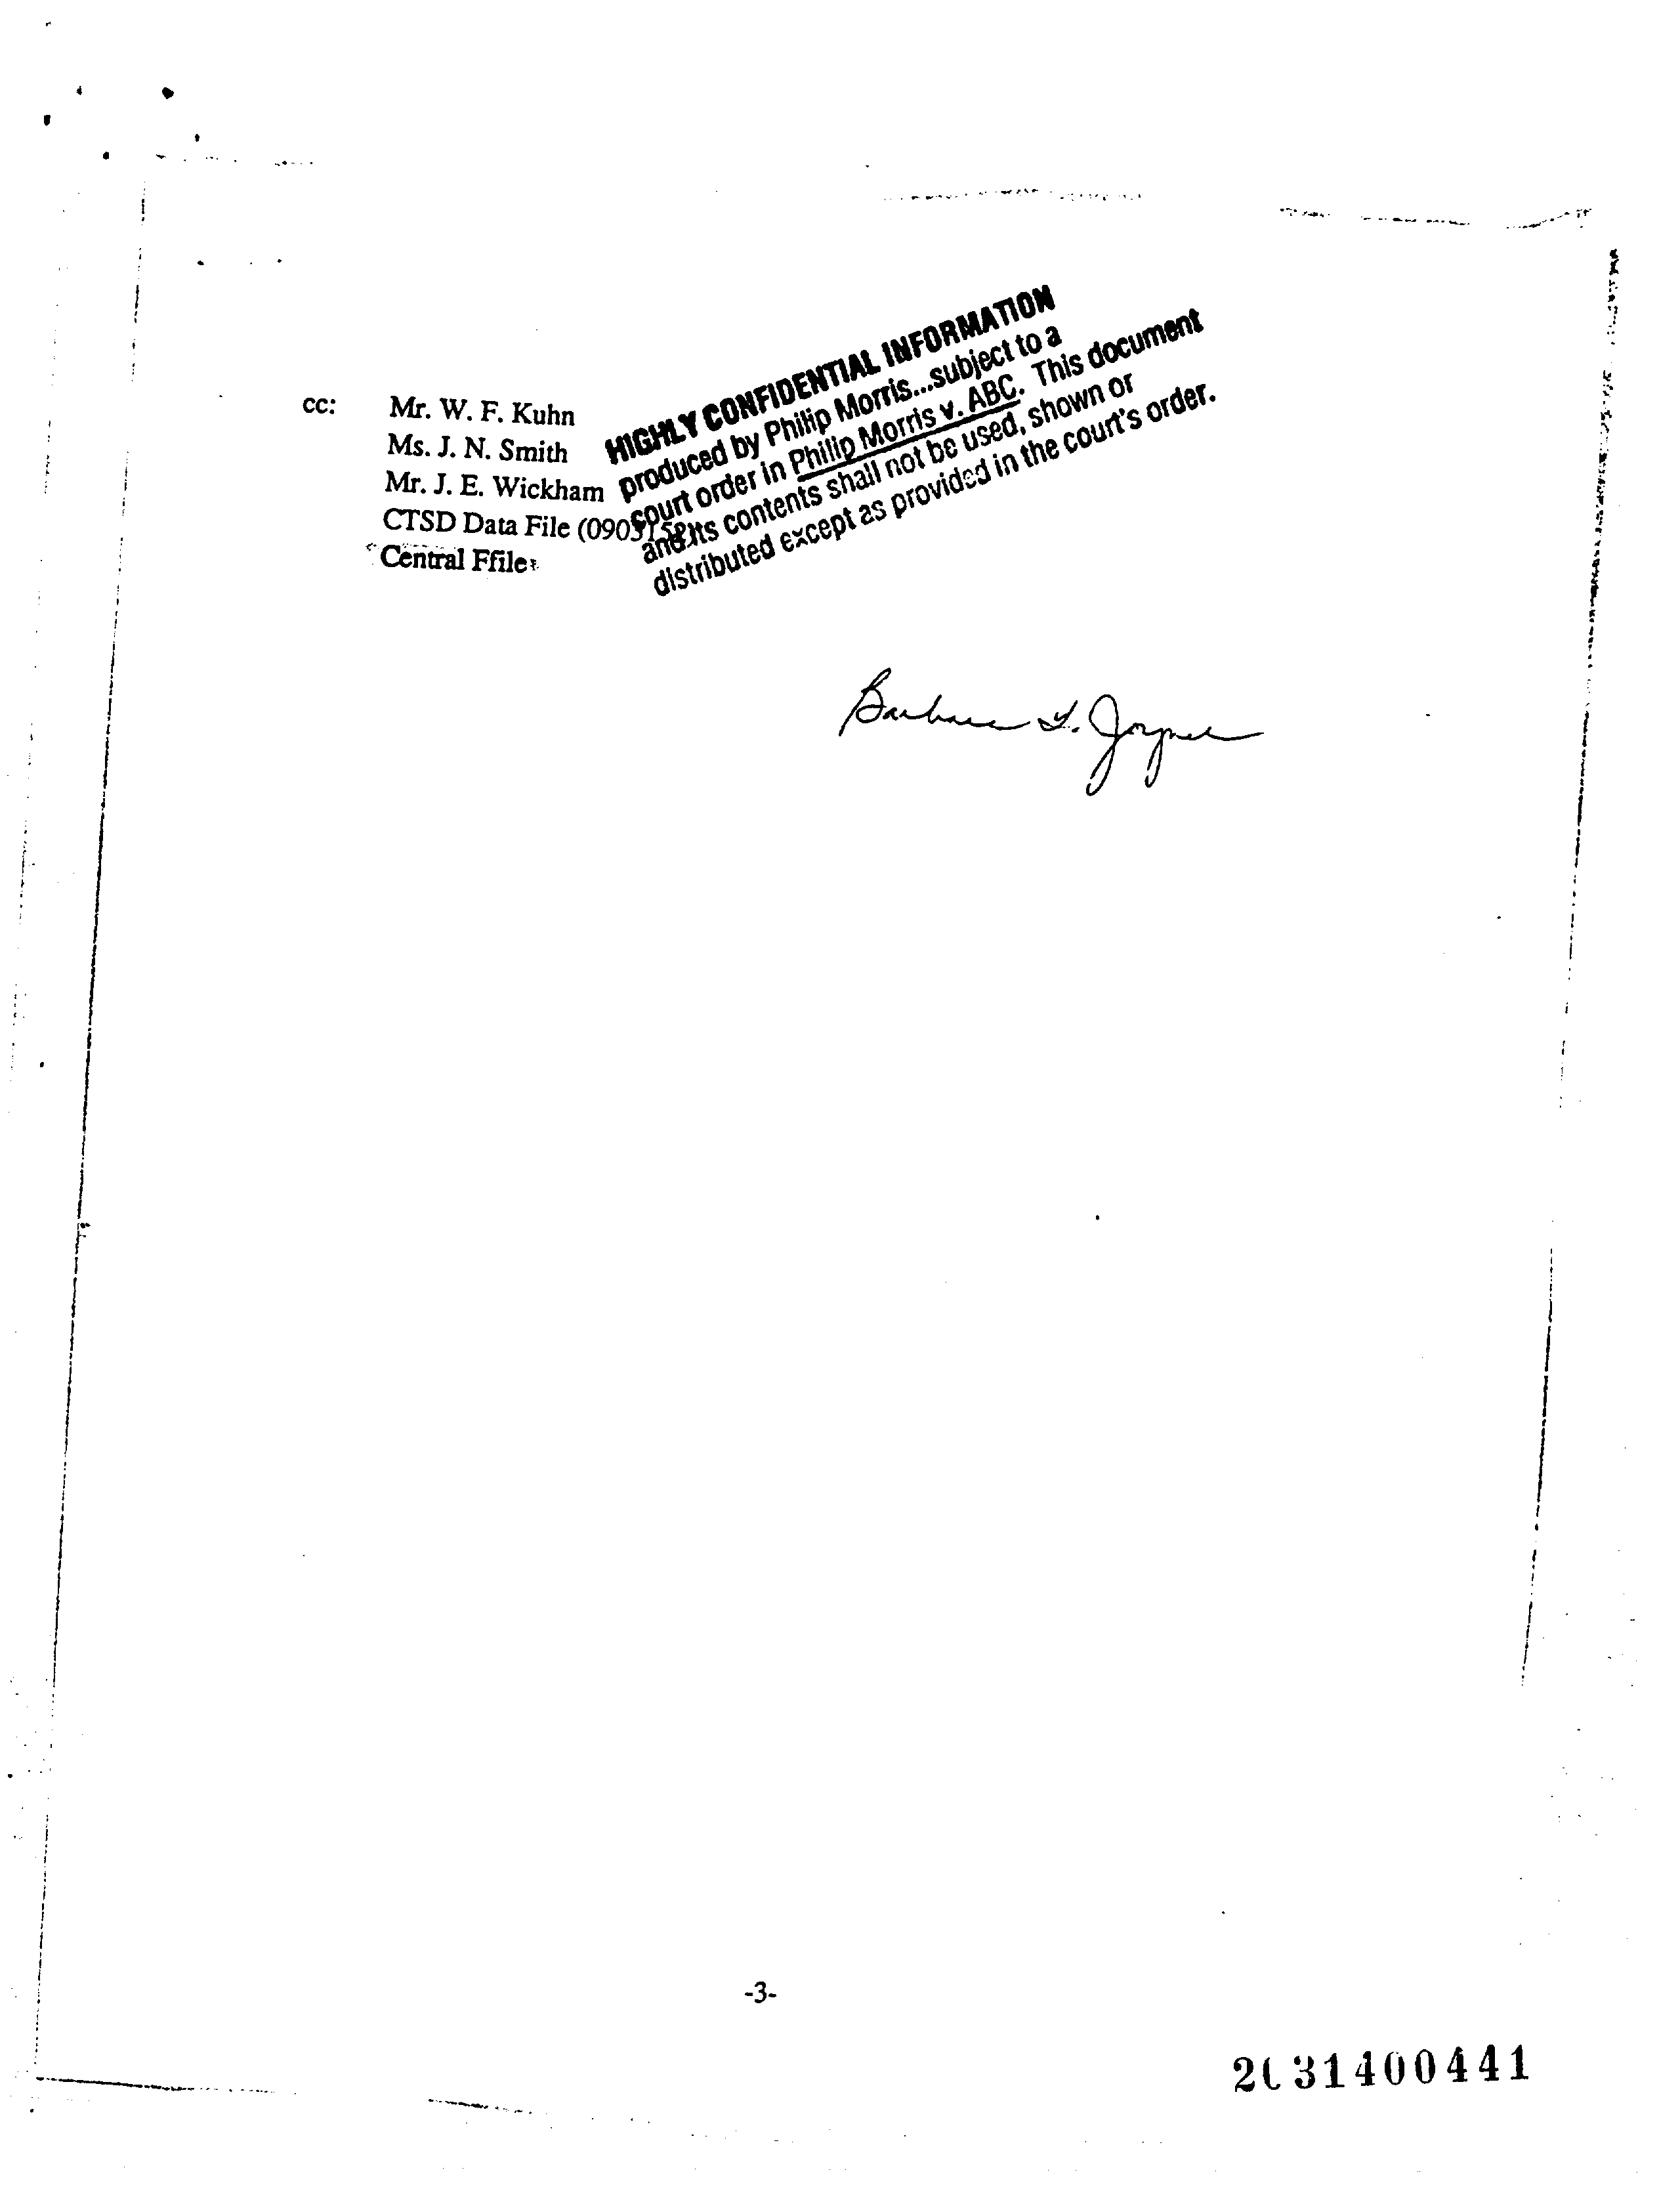 HIGHLY CONFIDENTIAL INFORMATION
produced by Philip Morris...subject to a
court order in Philip Morris v. ABC. This document
and its contents shall not be used, shown or
distributed except as provided in the court's order.
cc: Mr. W. F. Kuhn
Ms. J. N. Smith
Mr. J. E. Wickham
CTSD Data File
Central Ffile
Barbara L. Joyner
-3-
2031400441